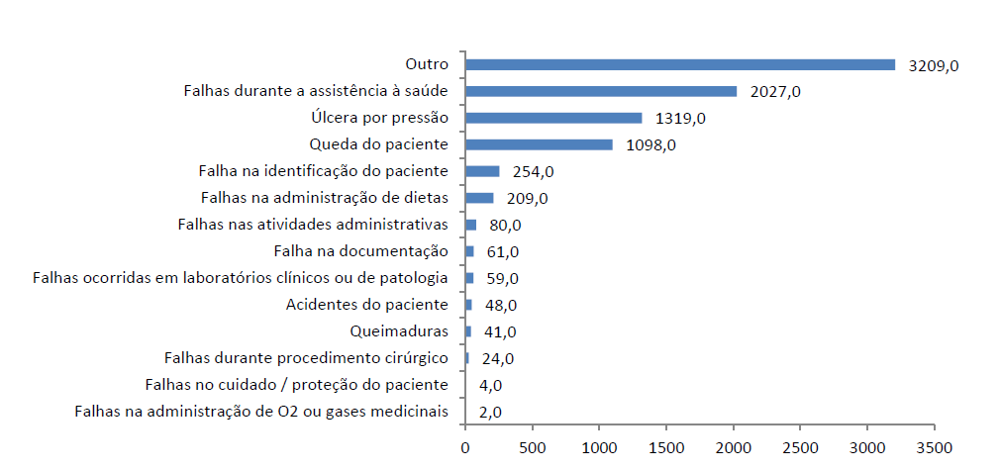 Outro 3209,0
Falhas durante a assistência à saúde 2027,0
Úlcera por pressão 1319,0
Queda do paciente 1098,0
Falha na identificação do paciente 254,0
Falhas na administração de dietas 209,0
Falhas nas atividades administrativas 80,0
Falha na documentação 61,0
Falhas ocorridas em laboratórios clínicos ou de patologia 59,0
Acidentes do paciente 48,0
Queimaduras 41,0
Falhas durante procedimento cirúrgico 24,0
Falhas no cuidado / proteção do paciente 4,0
Falhas na administração de O2 ou gases medicinais 2,0
0 500 1000 1500 2000 2500 3000 3500